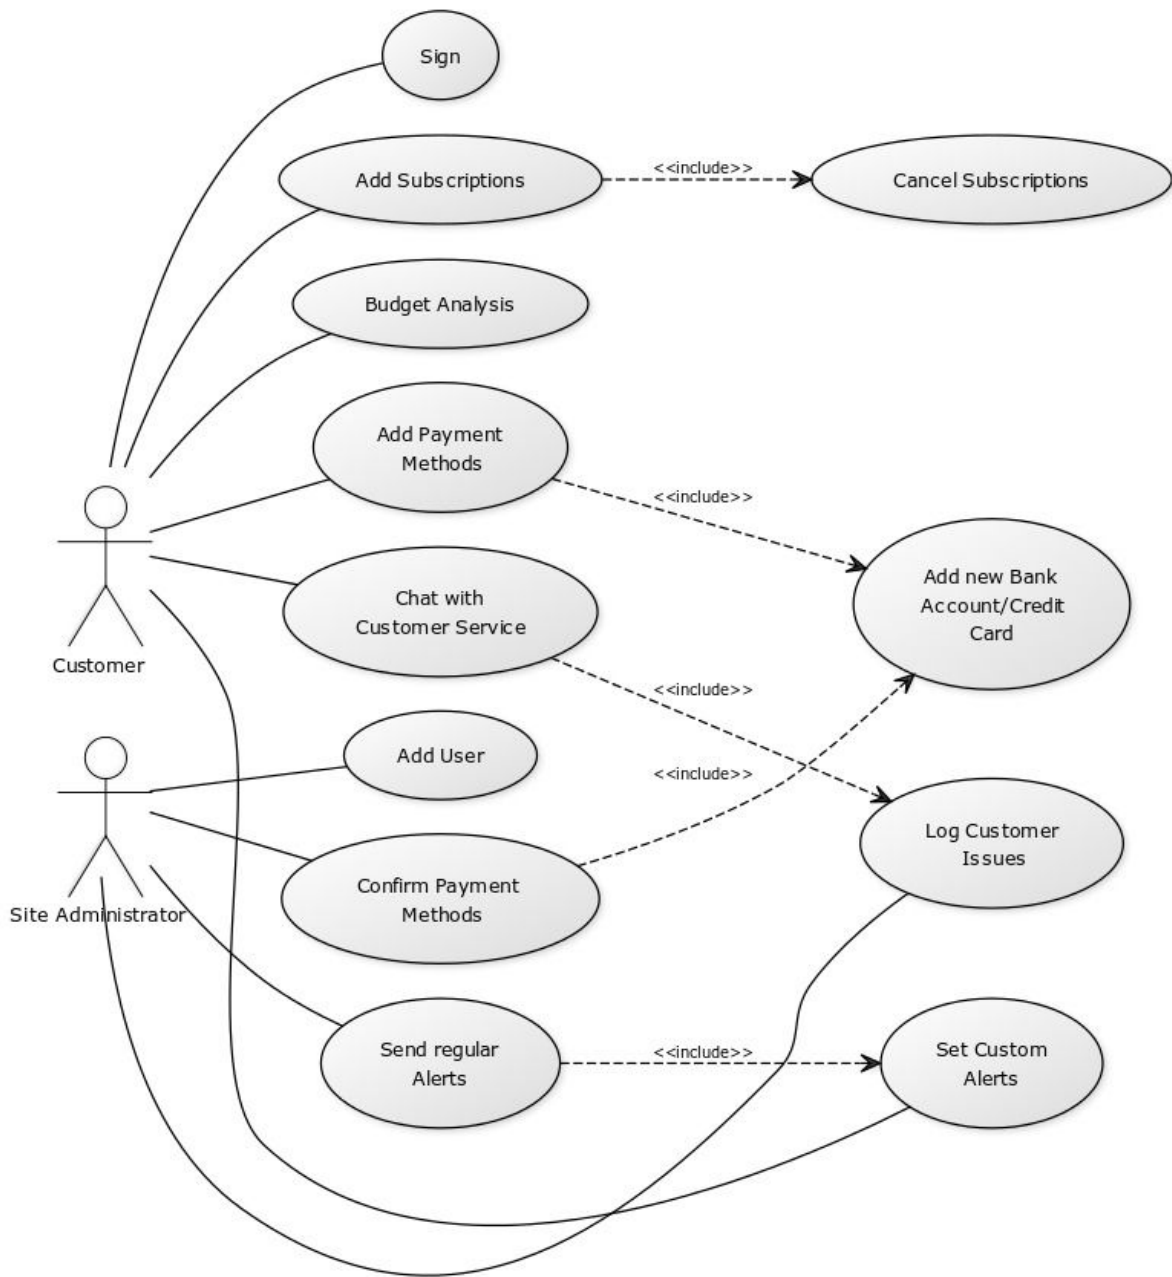 Sign
Add Subscriptions
<<include>>
Cancel Subscriptions
Budget Analysis
Add Payment
Methods
<<include>>
Add new Bank
Account/Credit
Card
Chat with
Customer Service
Customer
<<include>>
Add User
<<include>>
Log Customer
Issues
Confirm Payment
Methods
Site Administrator
Send regular
Alerts
<<include>>
Set Custom
Alerts